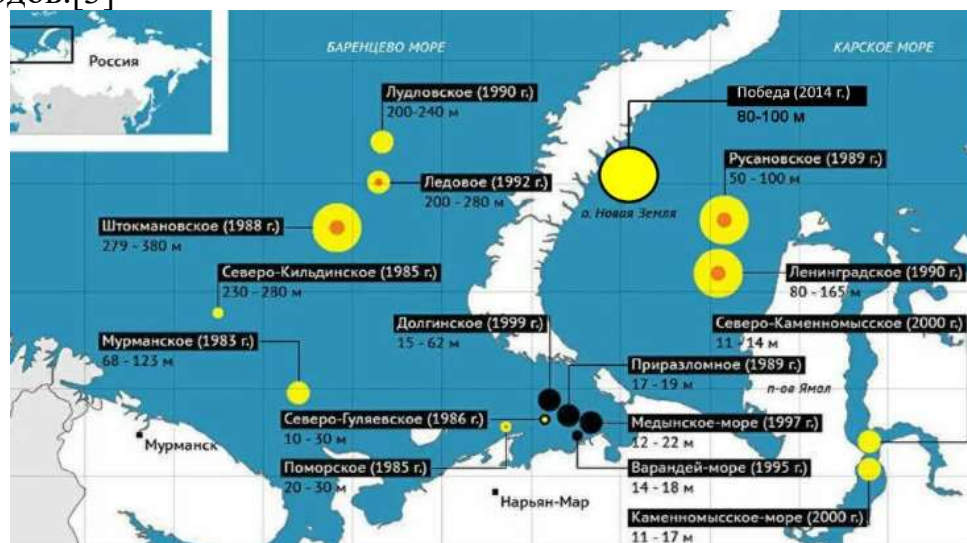 дов.[5]
Россия
БАРЕНЦЕВО МОРЕ
КАРСКОЕ МОРЕ
Лудловское (1990 г.)
200-240 м
Победа (2014 г.)
80-100 м
Русановское (1989 г.)
50 - 100 м
Ледовое (1992 г.)
200 - 280 м
о. Новая Земля
Штокмановское (1988 г.)
279 - 380 м
Северо-Кильдинское (1985 г.)
230 - 280 м
Ленинградское (1990 г.)
80 - 165 м
Долгинское (1999 г.)
15 - 62 м
Северо-Каменномысское (2000 г.)
11 - 14 м
Мурманское (1983 г.)
68 - 123 м
Приразломное (1989 г.)
17 - 19 м
п-ов Ямал
Северо-Гуляевское (1986 г.)
10 - 30 м
Медынское-море (1997 г.)
12 - 22 м
Мурманск
Поморское (1985 г.)
20 - 30 м
Варандей-море (1995 г.)
14 - 18 м
Нарьян-Мар
Каменномысское-море (2000 г.)
11 - 17 м